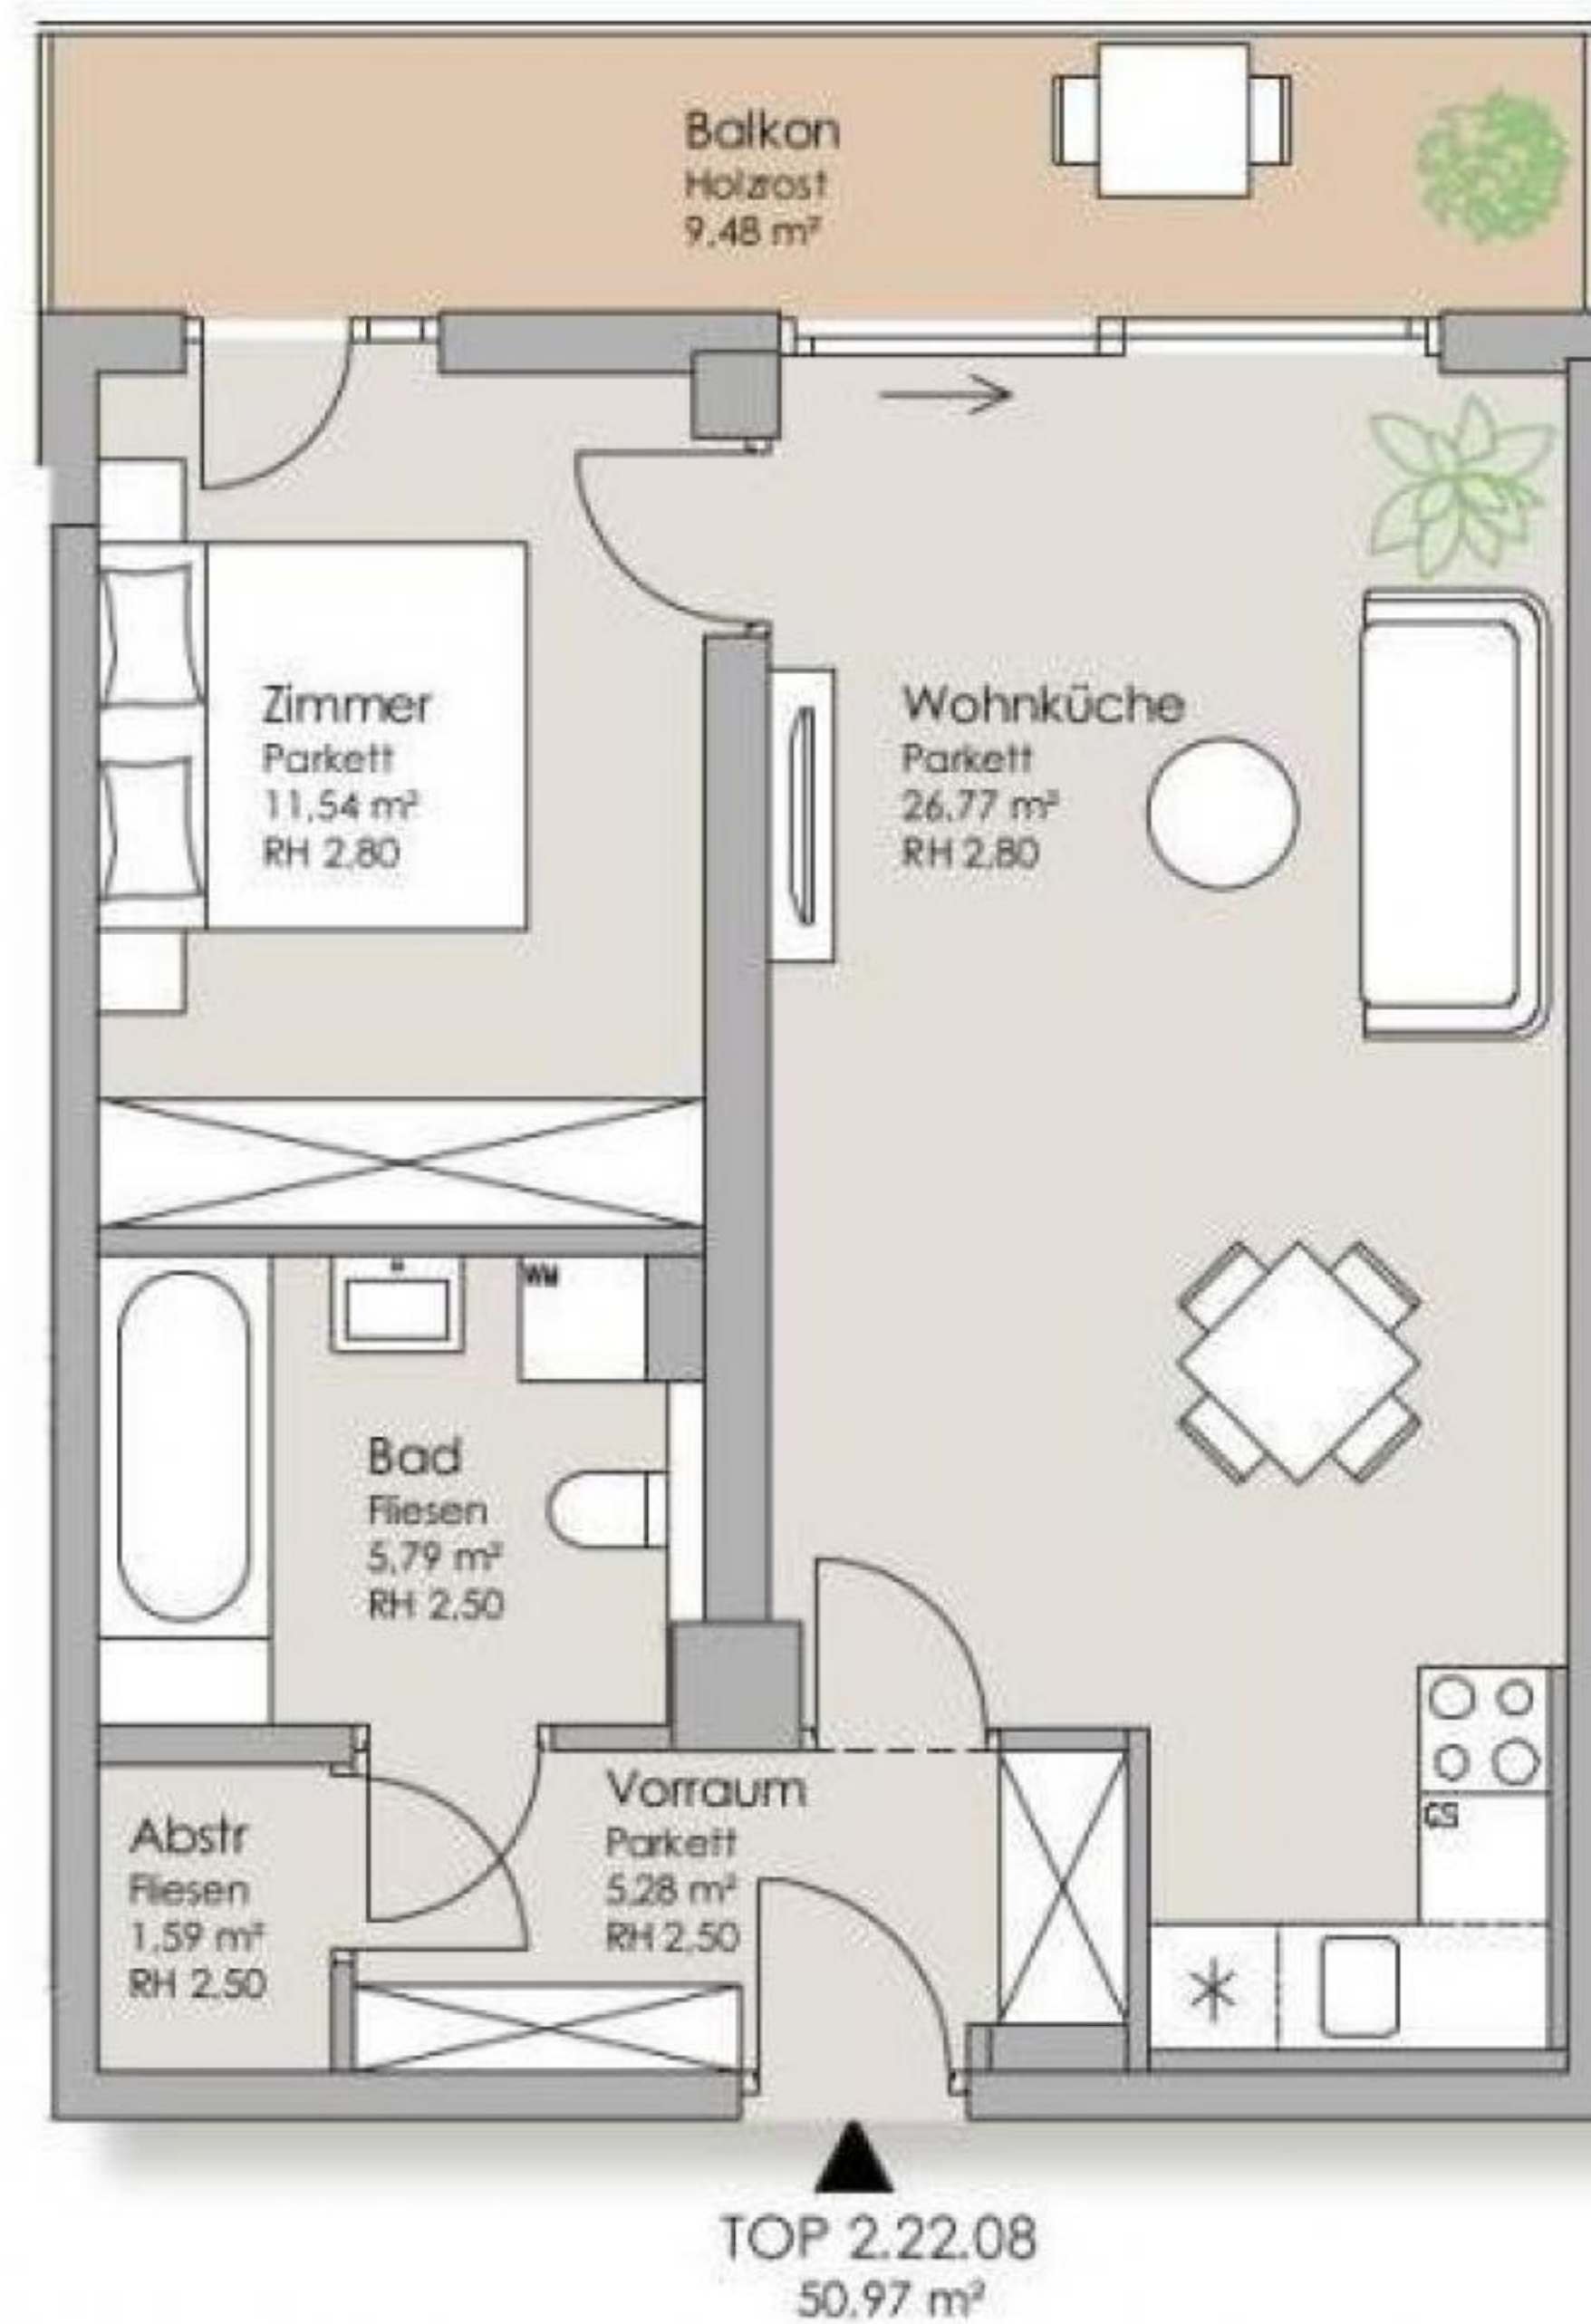 Balkon
Holzrost
9,48 m²
Zimmer
Parkett
11,54 m²
RH 2,80
Wohnküche
Parkett
26,77 m²
RH 2,80
WM
Bad
Fliesen
5,79 m²
RH 2,50
Vorraum
Parkett
5,28 m²
RH 2,50
Abstr
Fliesen
1,59 m²
RH 2,50
GS
TOP 2.22.08
50,97 m²